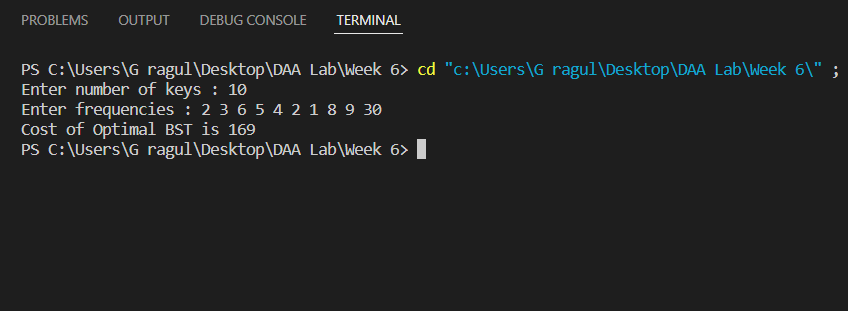 PROBLEMS OUTPUT DEBUG CONSOLE TERMINAL
PS C:\Users\G ragul\Desktop\DAA Lab\Week 6> cd "c:\Users\G ragul\Desktop\DAA Lab\Week 6\" ;
Enter number of keys : 10
Enter frequencies : 2 3 6 5 4 2 1 8 9 30
Cost of Optimal BST is 169
PS C:\Users\G ragul\Desktop\DAA Lab\Week 6>